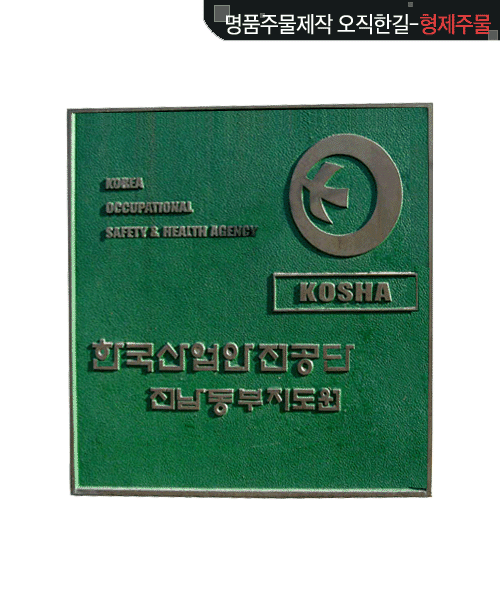 명품주물제작 오직한길-형제주물
KOREA
OCCUPATIONAL
SAFETY & HEALTH AGENCY
KOSHA
한국산업안전공단
전남동부지도원